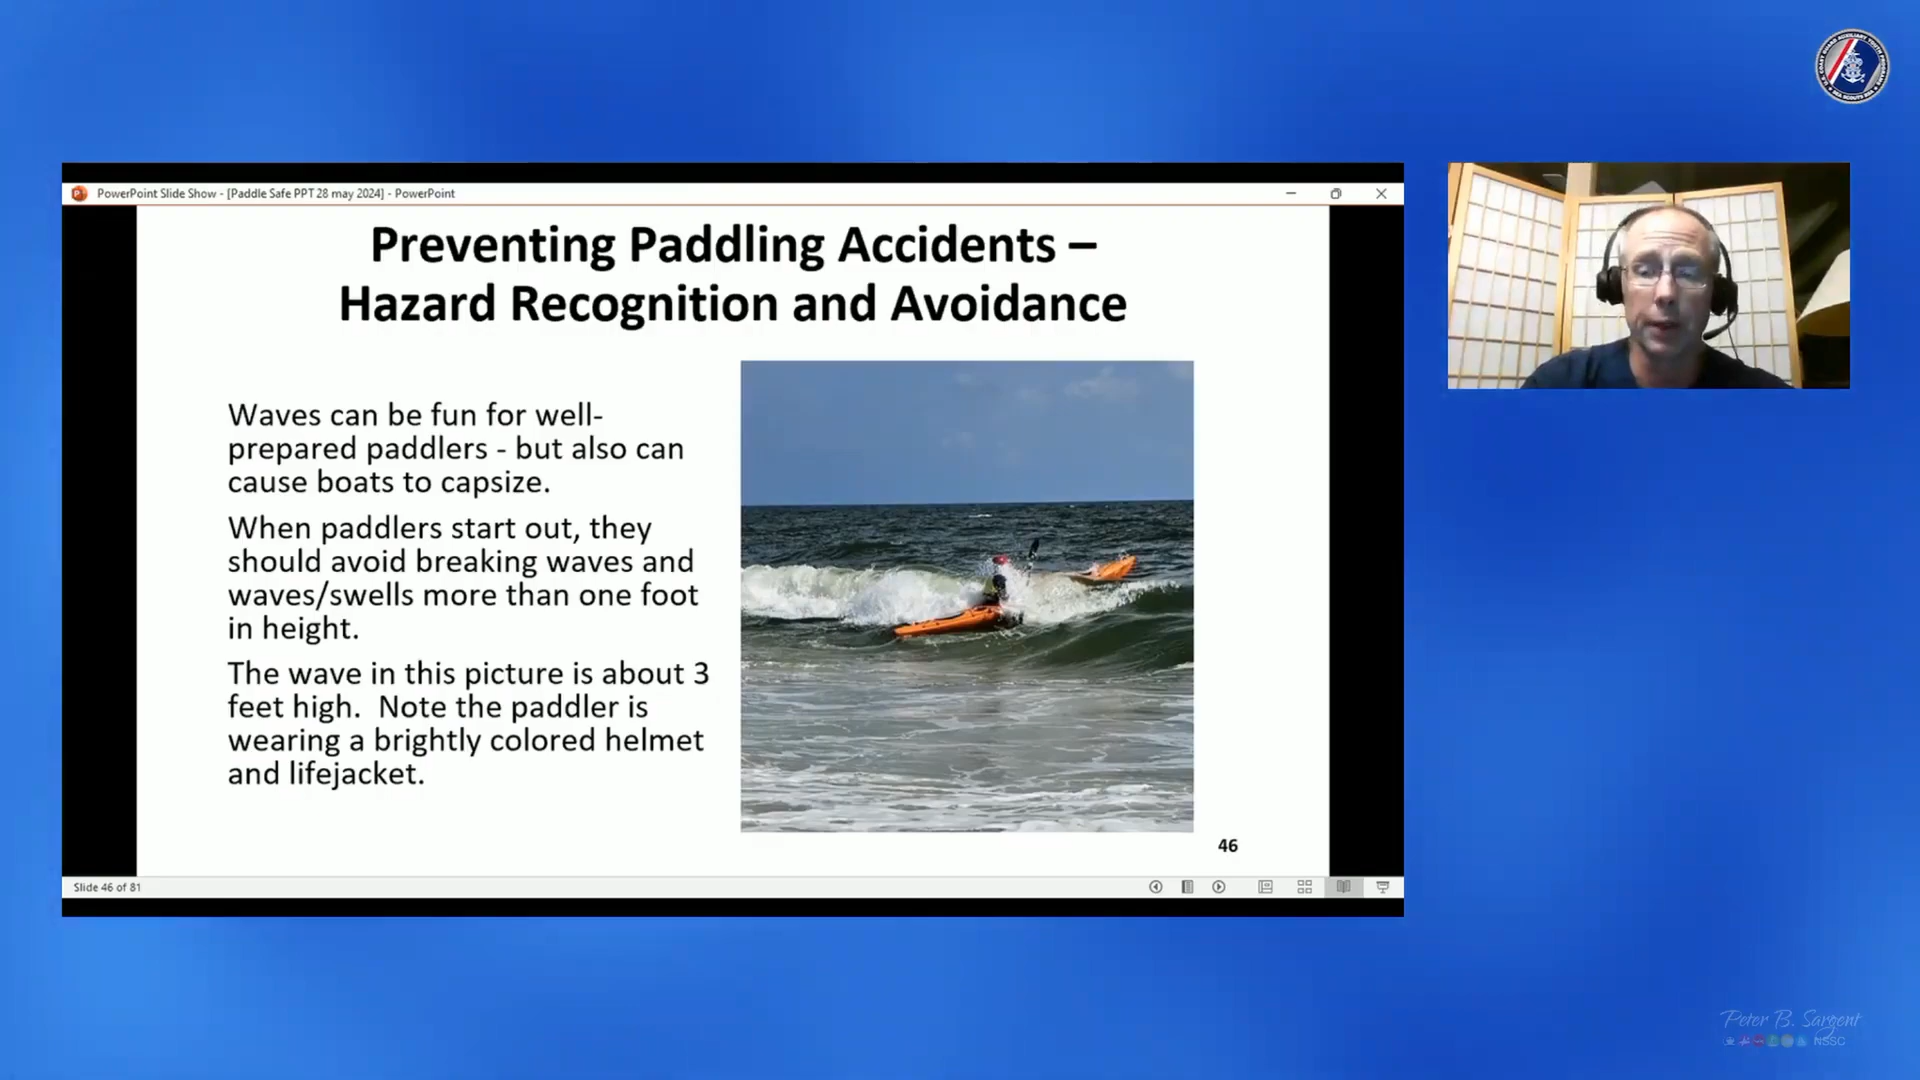 PowerPoint Slide Show - [Paddle Safe PPT 28 may 2024] - PowerPoint
Preventing Paddling Accidents –
Hazard Recognition and Avoidance
Waves can be fun for well-
prepared paddlers - but also can
cause boats to capsize.
When paddlers start out, they
should avoid breaking waves and
waves/swells more than one foot
in height.
The wave in this picture is about 3
feet high.  Note the paddler is
wearing a brightly colored helmet
and lifejacket.
46
Slide 46 of 81
Peter B. Sargent
NSSC